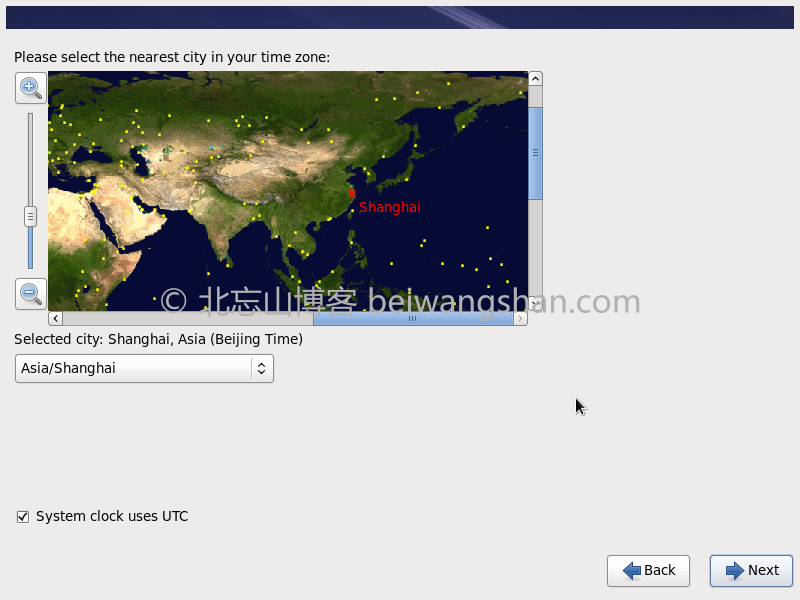 Please select the nearest city in your time zone:
Shanghai
© 北忘山博客 beiwangshan.com
Selected city: Shanghai, Asia (Beijing Time)
Asia/Shanghai
System clock uses UTC
Back
Next